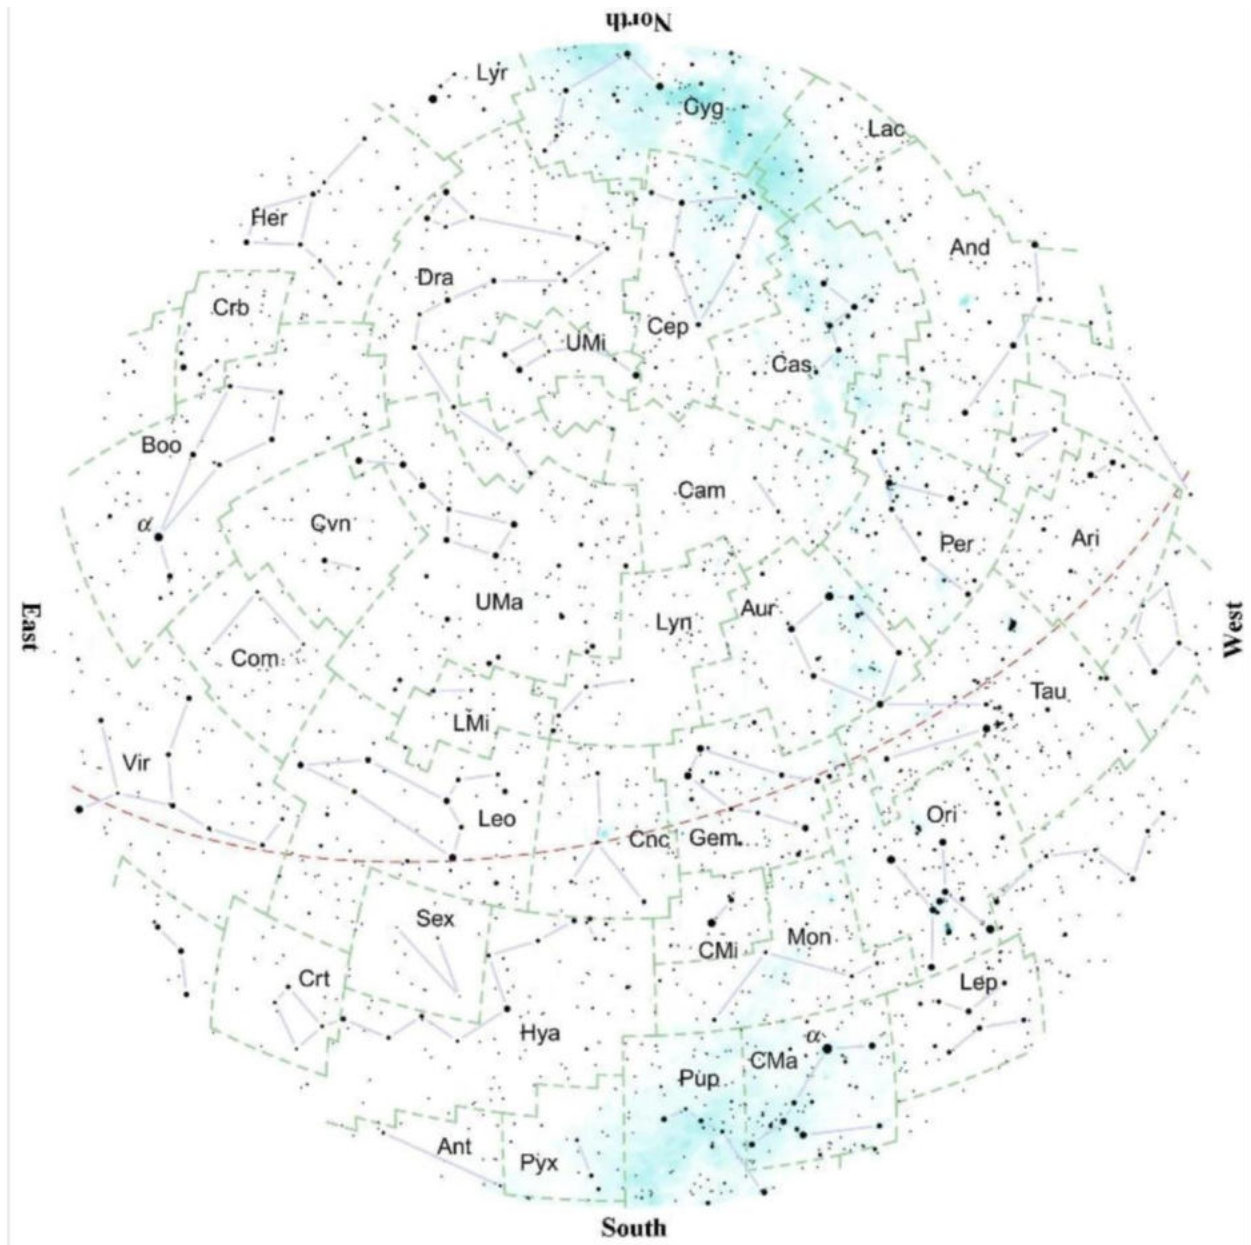 North
Lyr
Cyg
Lac
Her
And
Dra
Crb
Cep
UMi
Cas
Boo
Cam
α
Cvn
Per
Ari
UMa
Aur
Lyn
East
West
Com
Tau
LMi
Vir
Leo
Ori
Cnc
Gem
Sex
Mon
CMi
Crt
Lep
Hya
α
CMa
Pup
Ant
Pyx
South